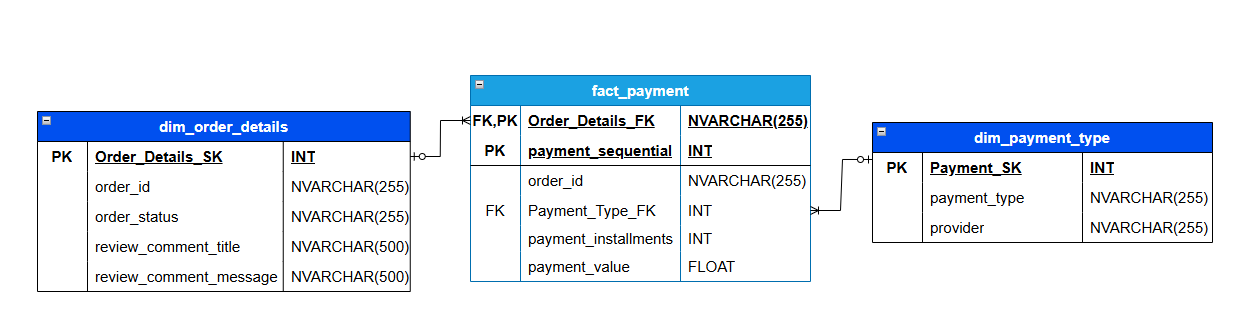 dim_order_details
PK Order_Details_SK INT
order_id NVARCHAR(255)
order_status NVARCHAR(255)
review_comment_title NVARCHAR(500)
review_comment_message NVARCHAR(500)
fact_payment
FK,PK Order_Details_FK NVARCHAR(255)
PK payment_sequential INT
order_id NVARCHAR(255)
FK Payment_Type_FK INT
payment_installments INT
payment_value FLOAT
dim_payment_type
PK Payment_SK INT
payment_type NVARCHAR(255)
provider NVARCHAR(255)